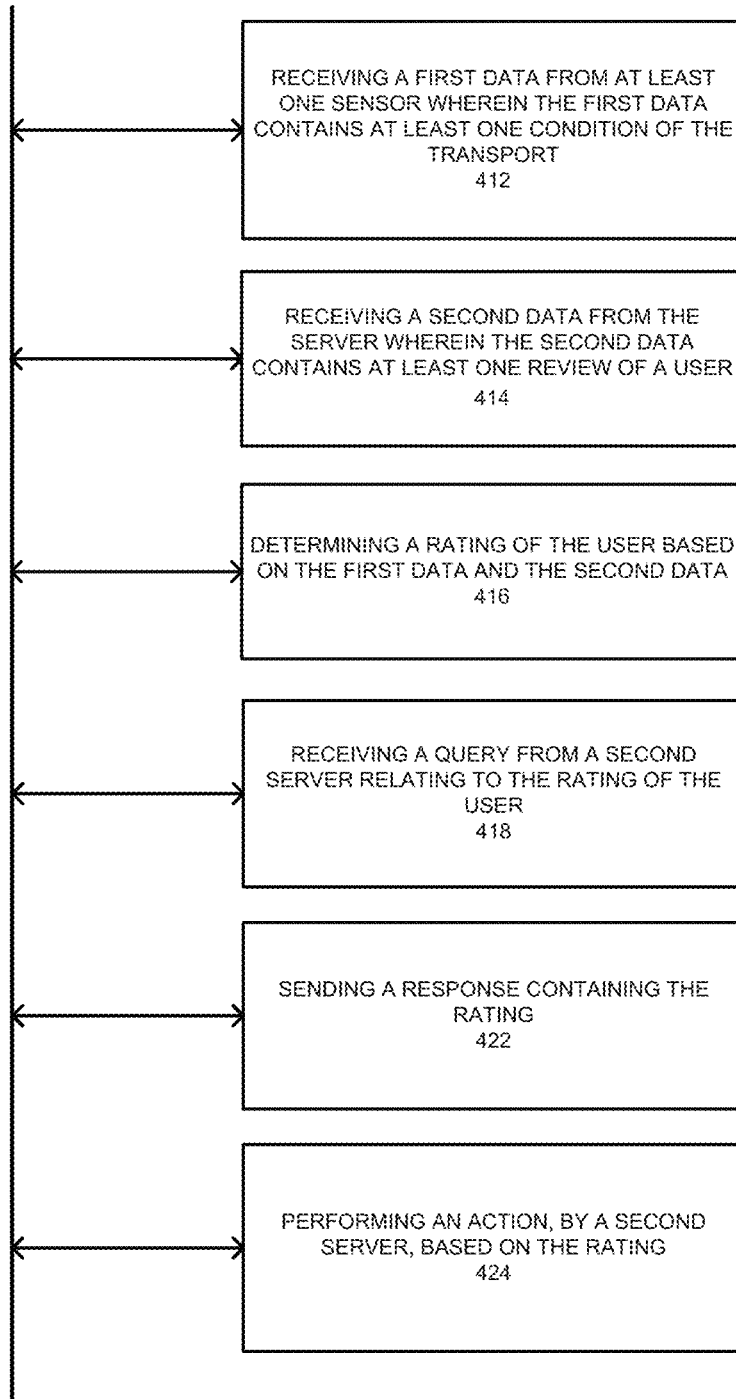 RECEIVING A FIRST DATA FROM AT LEAST
ONE SENSOR WHEREIN THE FIRST DATA
CONTAINS AT LEAST ONE CONDITION OF THE
TRANSPORT
412
RECEIVING A SECOND DATA FROM THE
SERVER WHEREIN THE SECOND DATA
CONTAINS AT LEAST ONE REVIEW OF A USER
414
DETERMINING A RATING OF THE USER BASED
ON THE FIRST DATA AND THE SECOND DATA
416
RECEIVING A QUERY FROM A SECOND
SERVER RELATING TO THE RATING OF THE
USER
418
SENDING A RESPONSE CONTAINING THE
RATING
422
PERFORMING AN ACTION, BY A SECOND
SERVER, BASED ON THE RATING
424